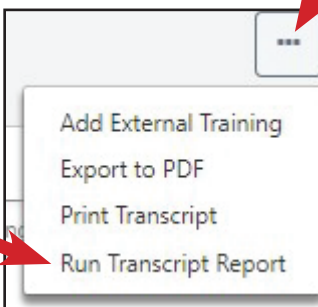 ...
Add External Training
Export to PDF
Print Transcript
Run Transcript Report